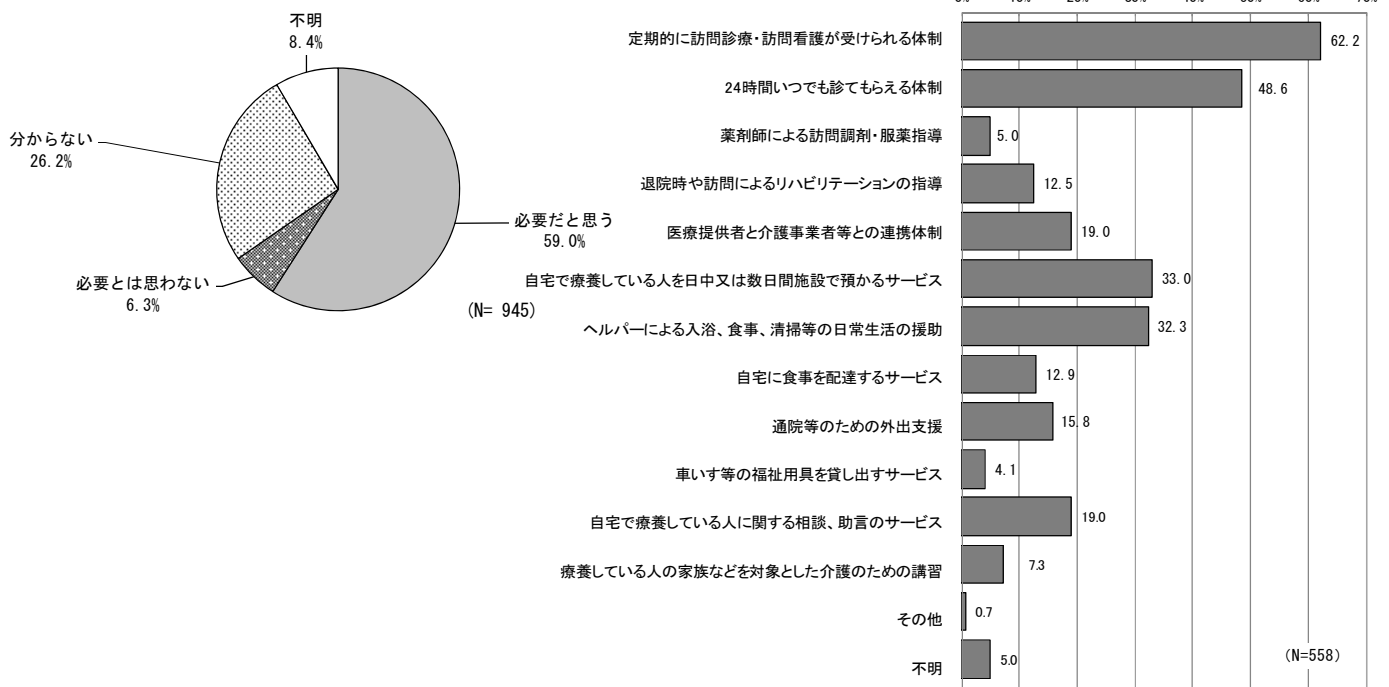 不明
8.4%
分からない
26.2%
必要とは思わない
6.3%
必要だと思う
59.0%
(N= 945)
定期的に訪問診療・訪問看護が受けられる体制
62.2
24時間いつでも診てもらえる体制
48.6
薬剤師による訪問調剤・服薬指導
5.0
退院時や訪問によるリハビリテーションの指導
12.5
医療提供者と介護事業者等との連携体制
19.0
自宅で療養している人を日中又は数日間施設で預かるサービス
33.0
ヘルパーによる入浴、食事、清掃等の日常生活の援助
32.3
自宅に食事を配達するサービス
12.9
通院等のための外出支援
15.8
車いす等の福祉用具を貸し出すサービス
4.1
自宅で療養している人に関する相談、助言のサービス
19.0
療養している人の家族などを対象とした介護のための講習
7.3
その他
0.7
不明
5.0
(N=558)